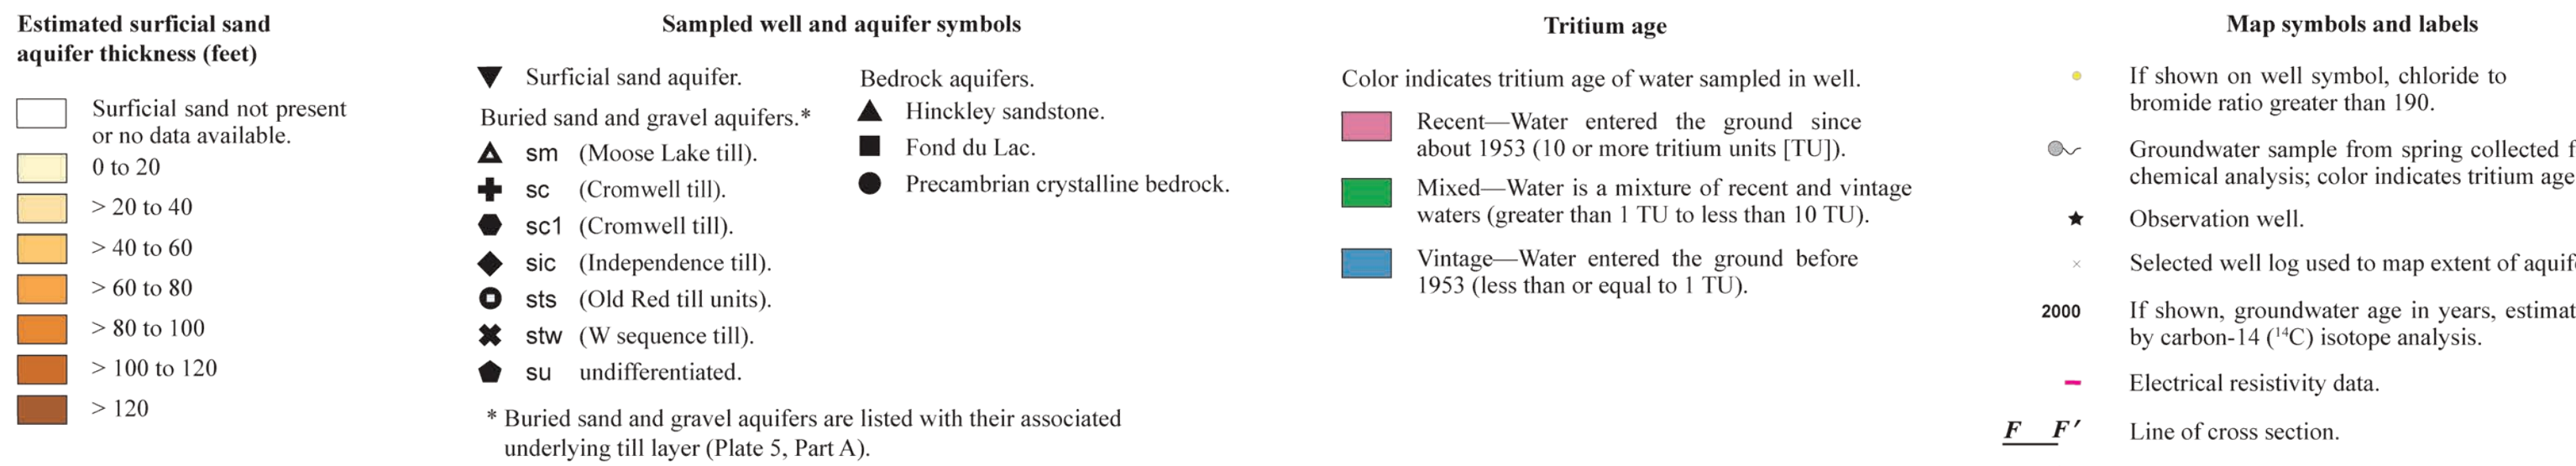 Estimated surficial sand
aquifer thickness (feet)
Surficial sand not present
or no data available.
0 to 20
> 20 to 40
> 40 to 60
> 60 to 80
> 80 to 100
> 100 to 120
> 120
Sampled well and aquifer symbols
Surficial sand aquifer.
Buried sand and gravel aquifers.*
sm (Moose Lake till).
sc (Cromwell till).
sc1 (Cromwell till).
sic (Independence till).
sts (Old Red till units).
stw (W sequence till).
su undifferentiated.
Bedrock aquifers.
Hinckley sandstone.
Fond du Lac.
Precambrian crystalline bedrock.
* Buried sand and gravel aquifers are listed with their associated
underlying till layer (Plate 5, Part A).
Tritium age
Color indicates tritium age of water sampled in well.
Recent—Water entered the ground since
about 1953 (10 or more tritium units [TU]).
Mixed—Water is a mixture of recent and vintage
waters (greater than 1 TU to less than 10 TU).
Vintage—Water entered the ground before
1953 (less than or equal to 1 TU).
Map symbols and labels
If shown on well symbol, chloride to
bromide ratio greater than 190.
Groundwater sample from spring collected f
chemical analysis; color indicates tritium age
Observation well.
Selected well log used to map extent of aquif
2000 If shown, groundwater age in years, estimat
by carbon-14 (¹⁴C) isotope analysis.
Electrical resistivity data.
F F′ Line of cross section.